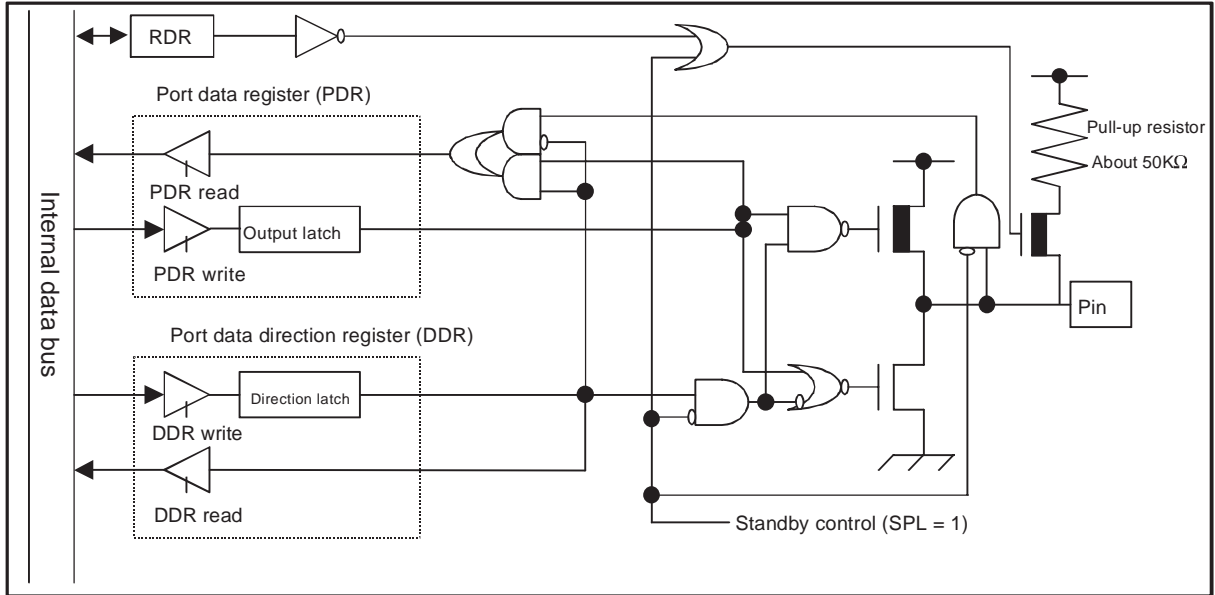 RDR
Port data register (PDR)
PDR read
Output latch
PDR write
Internal data bus
Port data direction register (DDR)
Direction latch
DDR write
DDR read
Pull-up resistor
About 50KΩ
Pin
Standby control (SPL = 1)